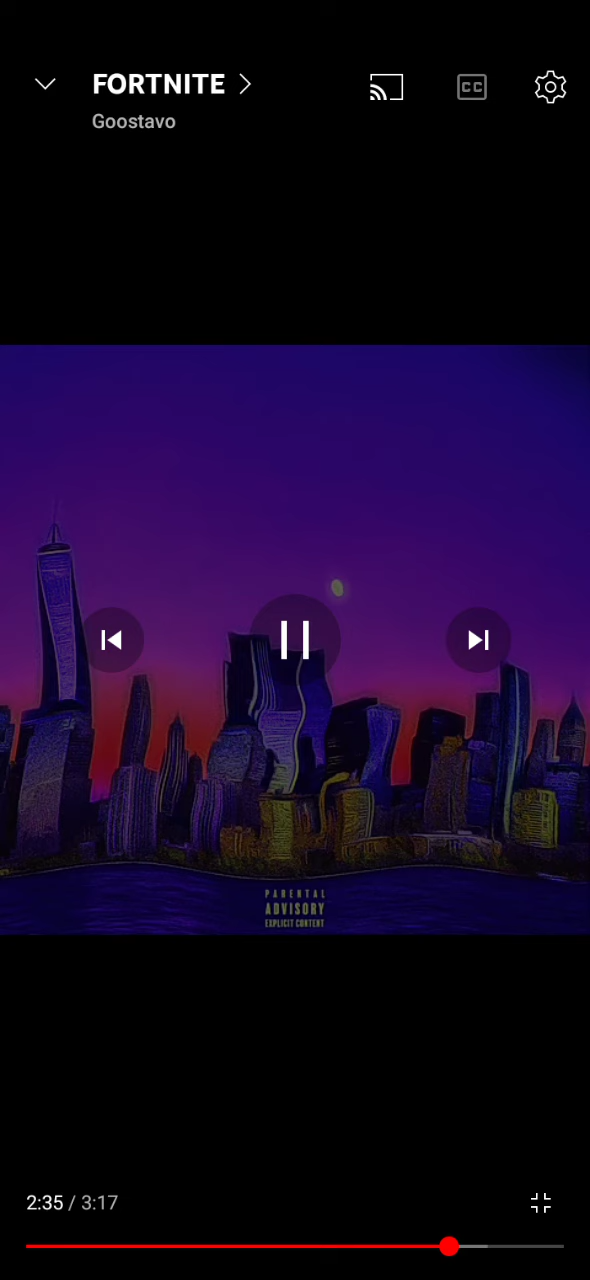 FORTNITE
Goostavo
CC
PARENTAL
ADVISORY
EXPLICIT CONTENT
2:35 / 3:17